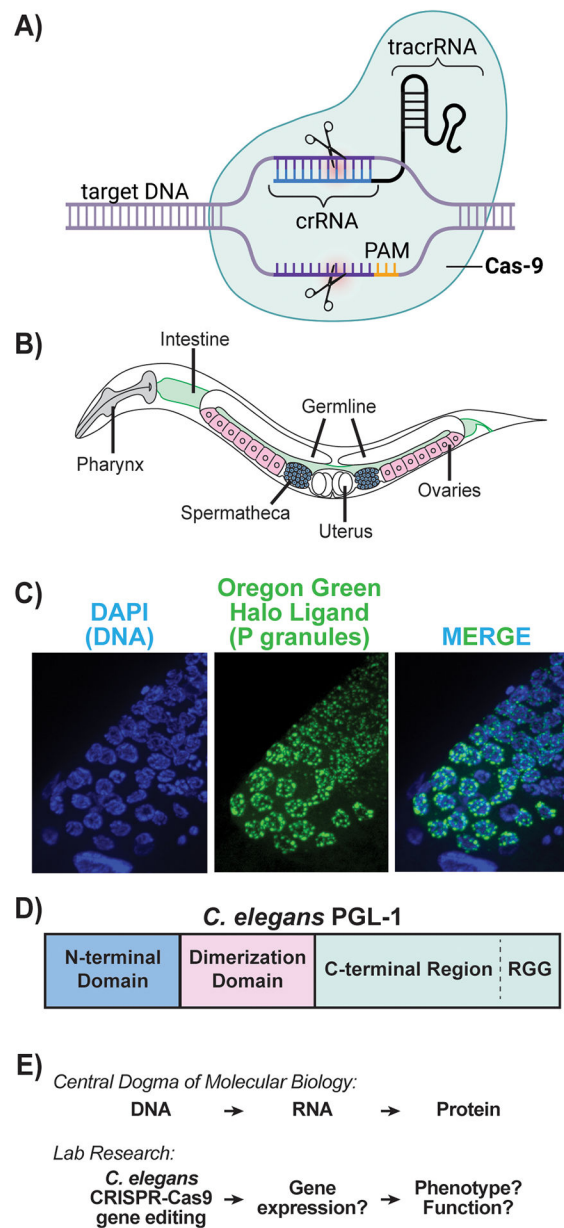 A)
tracrRNA
target DNA
crRNA
PAM
Cas-9
B)
Intestine
Germline
Pharynx
Spermatheca
Uterus
Ovaries
C)
DAPI
(DNA)
Oregon Green
Halo Ligand
(P granules)
MERGE
D)
C. elegans PGL-1
N-terminal
Domain
Dimerization
Domain
C-terminal Region
RGG
E)
Central Dogma of Molecular Biology:
DNA → RNA → Protein
Lab Research:
C. elegans
CRISPR-Cas9
gene editing
→
Gene
expression?
→
Phenotype?
Function?